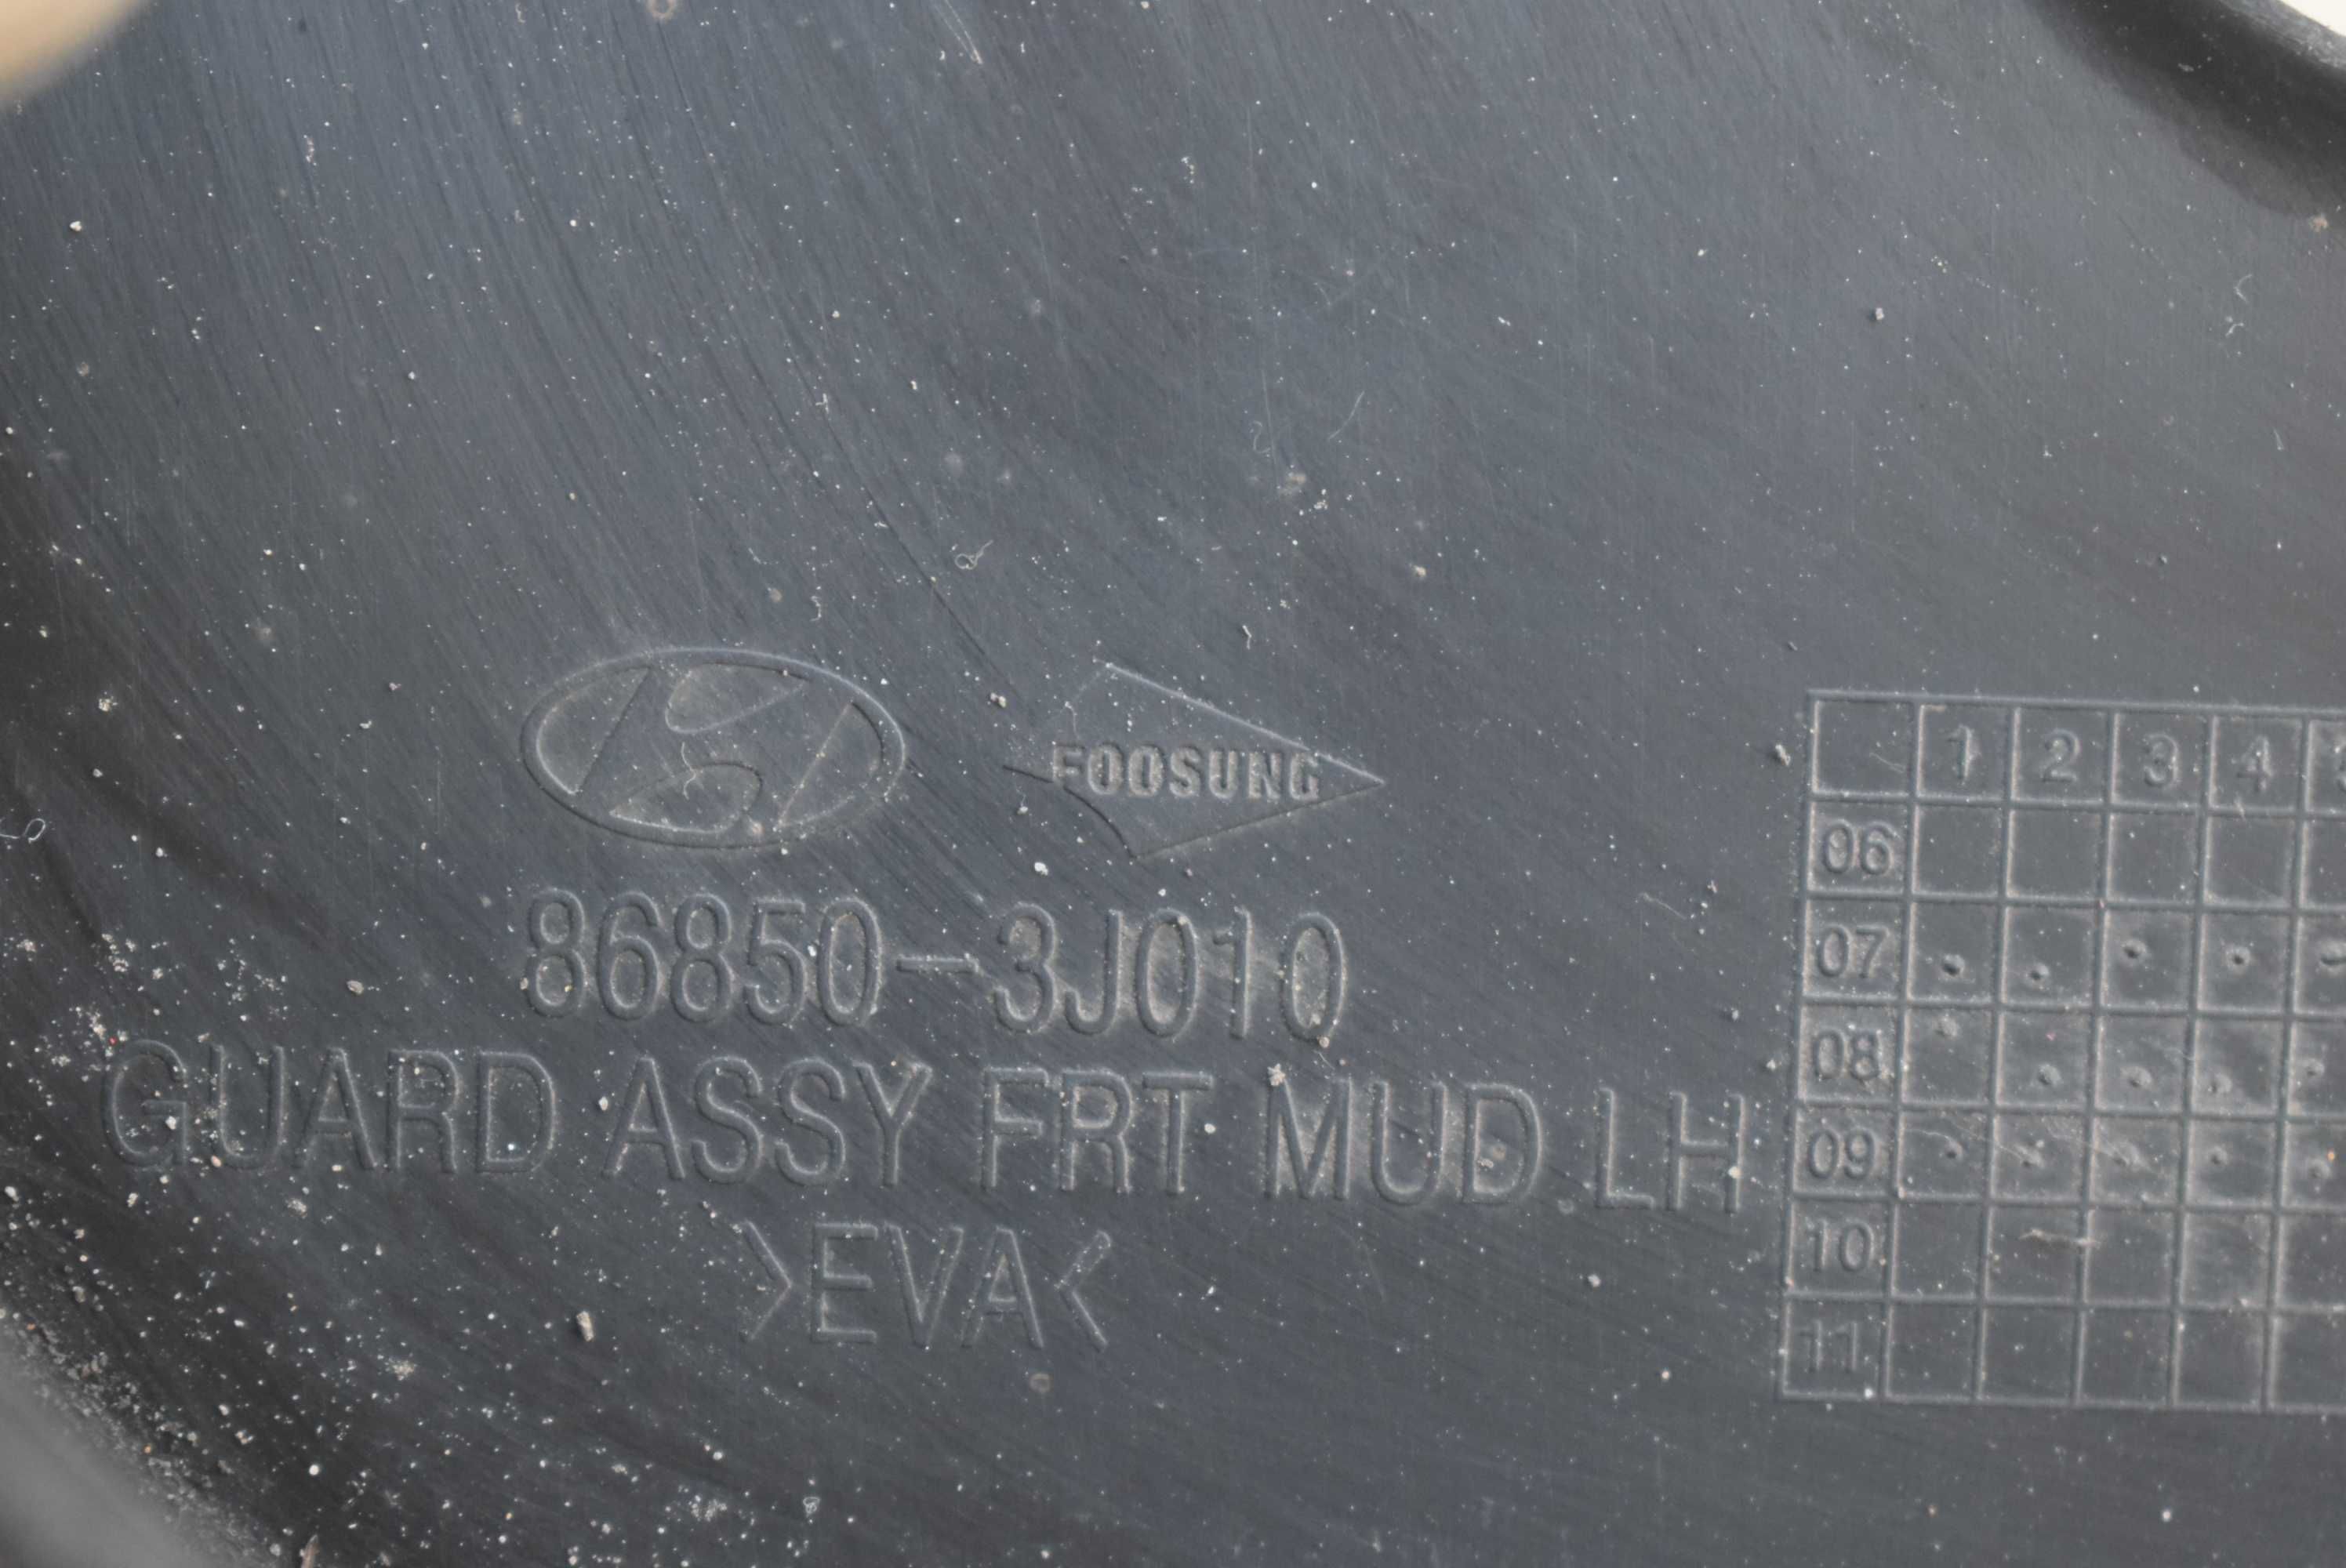 FOOSUNG
86850-3J010
GUARD ASSY FRT MUD LH
>EVA<
1 2 3 4
06
07
08
09
10
11